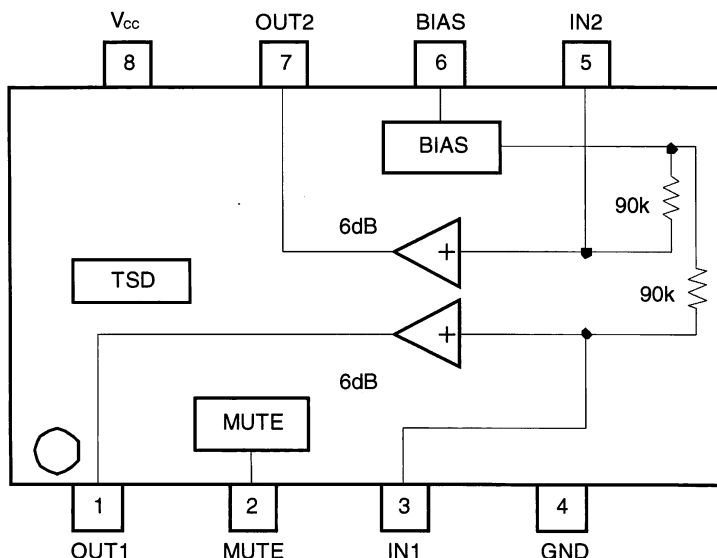 Vcc OUT2 BIAS IN2
8 7 6 5
BIAS
90k
6dB
+
TSD
90k
+
6dB
MUTE
1 2 3 4
OUT1 MUTE IN1 GND